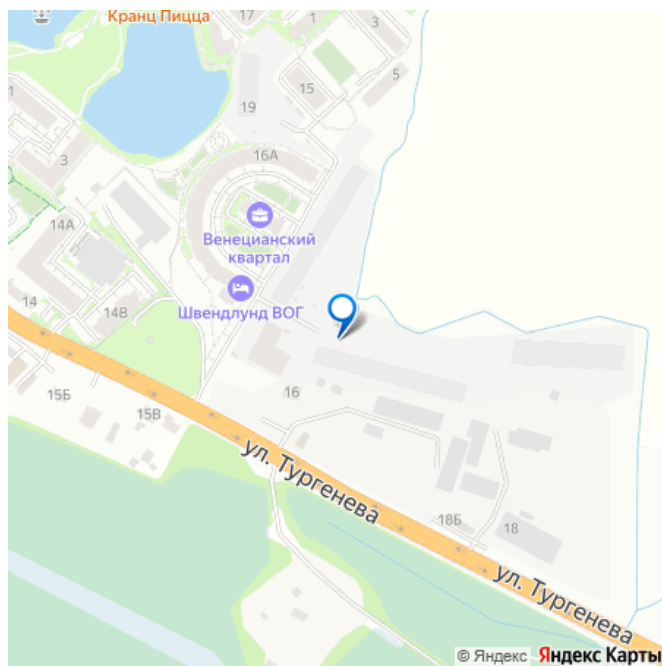 Кранц Пицца
17
1
3
1
15
5
19
3
16А
14А
Венецианский
квартал
Швендлунд ВОГ
14
14В
15Б
15В
16
ул. Тургенева
18Б
18
ул. Тургенева
© Яндекс Яндекс Карты